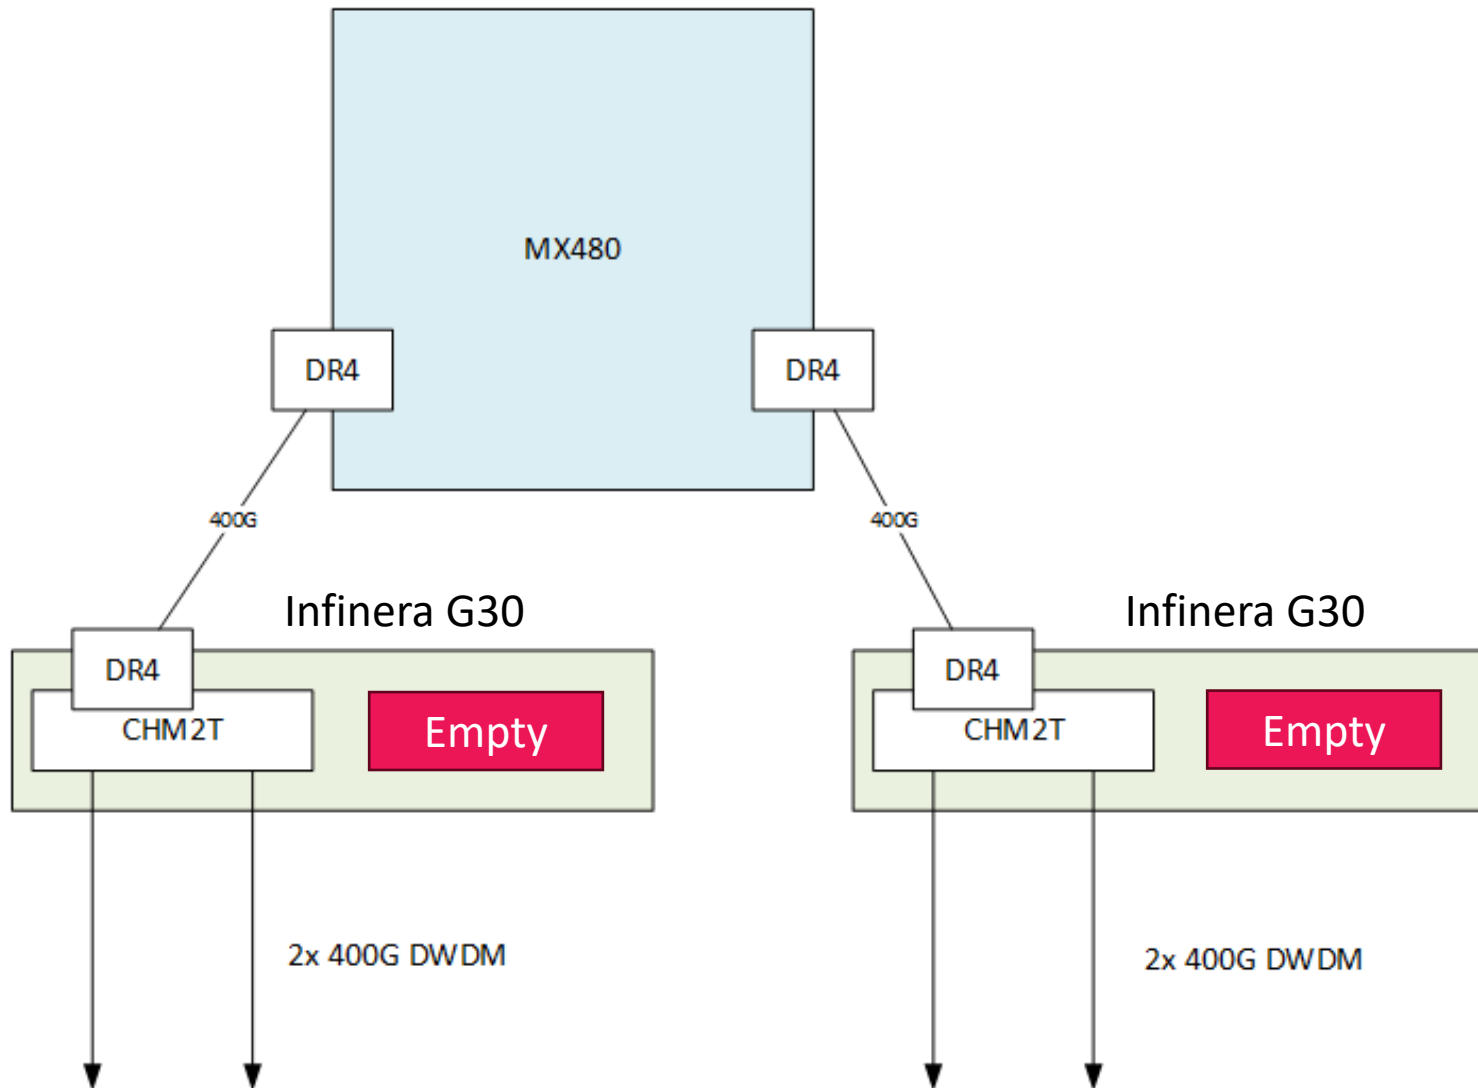 MX480
DR4
DR4
400G
400G
Infinera G30
Infinera G30
DR4
CHM2T
Empty
DR4
CHM2T
Empty
2x 400G DWDM
2x 400G DWDM